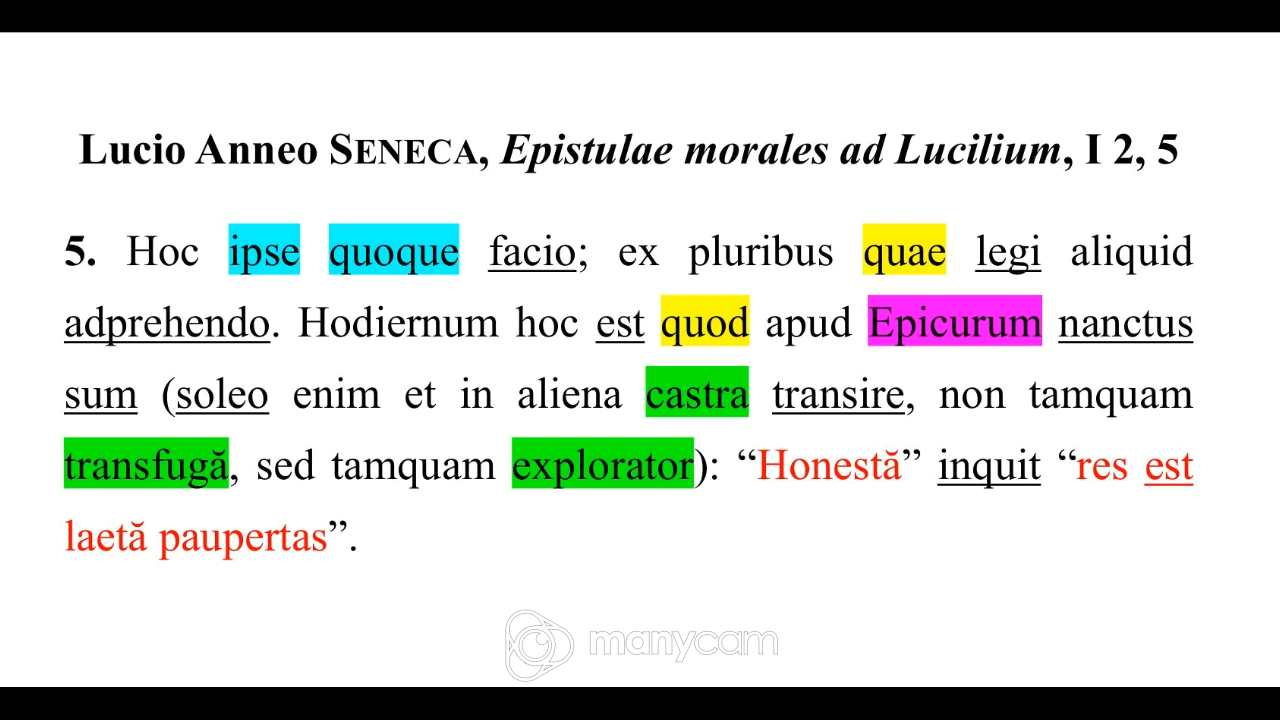 Lucio Anneo SENECA, Epistulae morales ad Lucilium, I 2, 5
5. Hoc ipse quoque facio; ex pluribus quae legi aliquid
adprehendo. Hodiernum hoc est quod apud Epicurum nanctus
sum (soleo enim et in aliena castra transire, non tamquam
transfugă, sed tamquam explorator): “Honestă” inquit “res est
laetă paupertas”.
manycam